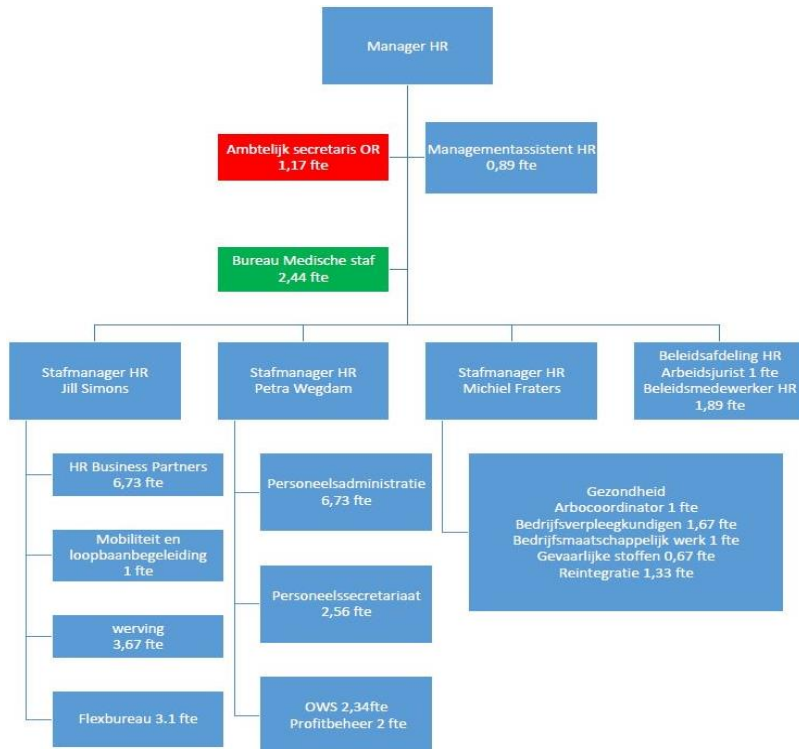 Manager HR
Ambtelijk secretaris OR
1,17 fte
Managementassistent HR
0,89 fte
Bureau Medische staf
2,44 fte
Stafmanager HR
Jill Simons
Stafmanager HR
Petra Wegdam
Stafmanager HR
Michiel Fraters
Beleidsafdeling HR
Arbeidsjurist 1 fte
Beleidsmedewerker HR
1,89 fte
HR Business Partners
6,73 fte
Mobiliteit en
loopbaanbegeleiding
1 fte
werving
3,67 fte
Flexbureau 3.1 fte
Personeelsadministratie
6,73 fte
Personeelssecretariaat
2,56 fte
OWS 2,34fte
Profitbeheer 2 fte
Gezondheid
Arbocoordinator 1 fte
Bedrijfsverpleegkundigen 1,67 fte
Bedrijfsmaatschappelijk werk 1 fte
Gevaarlijke stoffen 0,67 fte
Reintegratie 1,33 fte